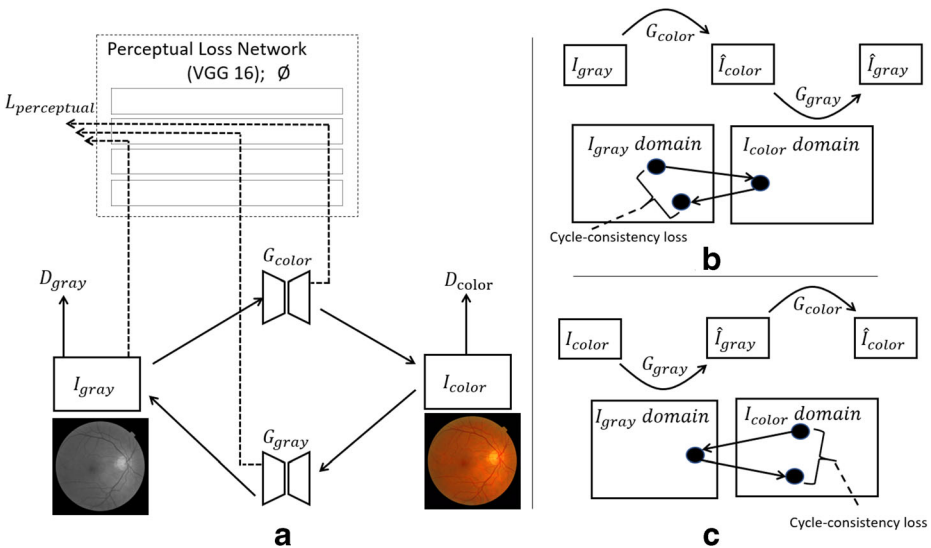 Perceptual Loss Network
(VGG 16); Ø
L_perceptual
G_color
D_gray
D_color
I_gray
I_color
G_gray
a
G_color
I_gray
Î_color
Î_gray
G_gray
I_gray domain
I_color domain
Cycle-consistency loss
b
G_color
I_color
Î_gray
Î_color
G_gray
I_gray domain
I_color domain
Cycle-consistency loss
c